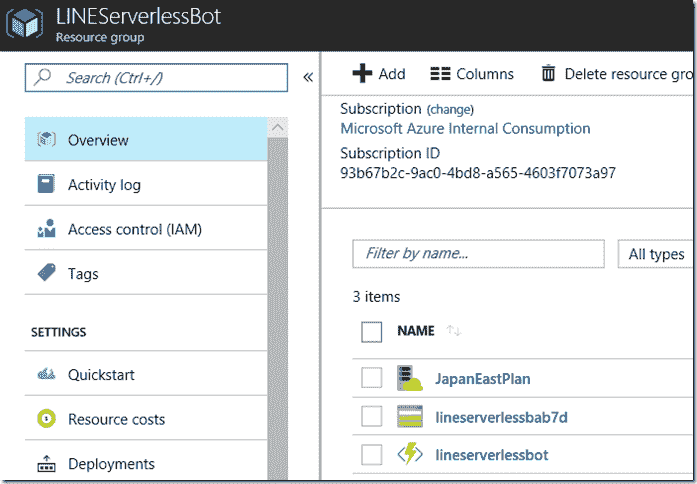 LINEServerlessBot
Resource group
Search (Ctrl+/)
Overview
Activity log
Access control (IAM)
Tags
SETTINGS
Quickstart
Resource costs
Deployments
Add
Columns
Delete resource gro
Subscription (change)
Microsoft Azure Internal Consumption
Subscription ID
93b67b2c-9ac0-4bd8-a565-4603f7073a97
Filter by name...
All types
3 items
NAME
JapanEastPlan
lineserverlessbab7d
lineserverlessbot